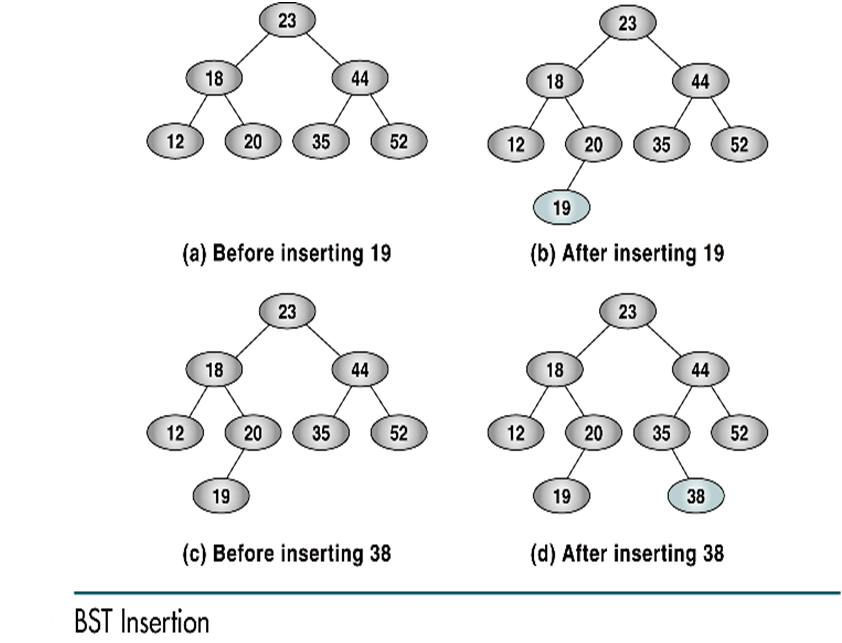 23 23
18 44 18 44
12 20 35 52 12 20 35 52
19
(a) Before inserting 19 (b) After inserting 19
23 23
18 44 18 44
12 20 35 52 12 20 35 52
19 19 38
(c) Before inserting 38 (d) After inserting 38
BST Insertion